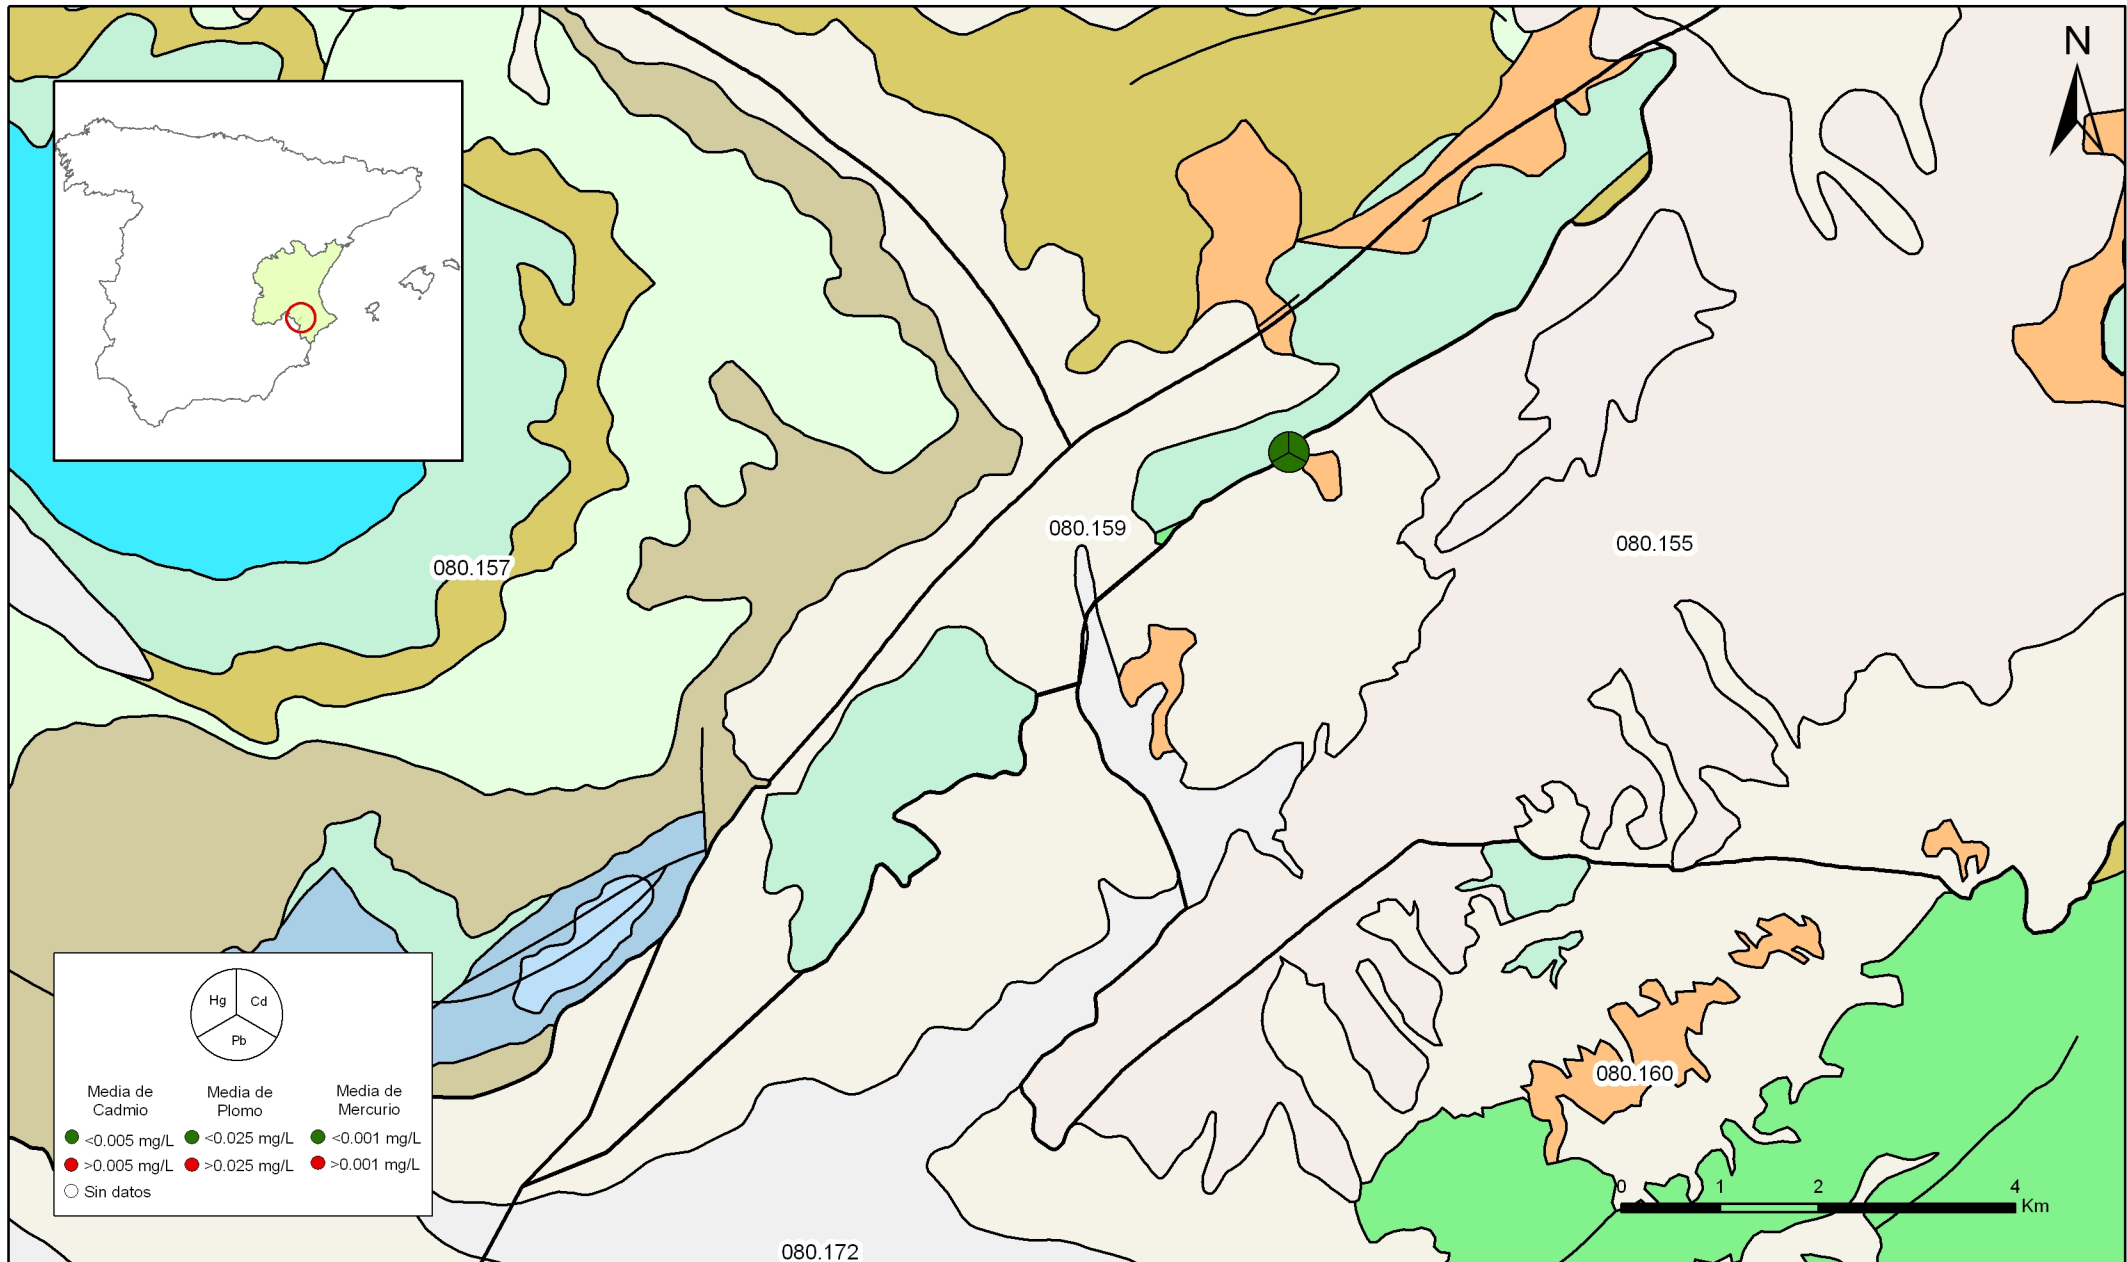 N
080.159
080.155
080.157
080.160
080.172
Hg
Cd
Pb
Media de
Cadmio
Media de
Plomo
Media de
Mercurio
<0.005 mg/L
<0.025 mg/L
<0.001 mg/L
>0.005 mg/L
>0.025 mg/L
>0.001 mg/L
Sin datos
0 1 2 4
Km